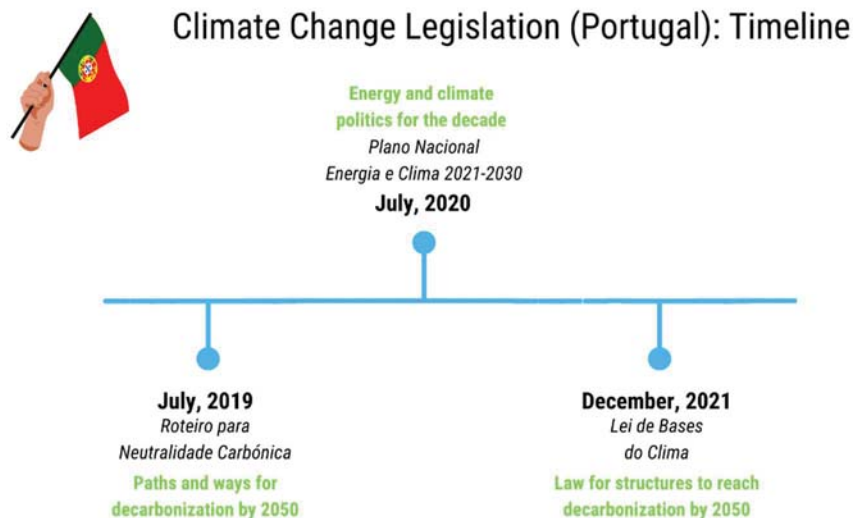 Climate Change Legislation (Portugal): Timeline
Energy and climate
politics for the decade
Plano Nacional
Energia e Clima 2021-2030
July, 2020
July, 2019
Roteiro para
Neutralidade Carbónica
Paths and ways for
decarbonization by 2050
December, 2021
Lei de Bases
do Clima
Law for structures to reach
decarbonization by 2050